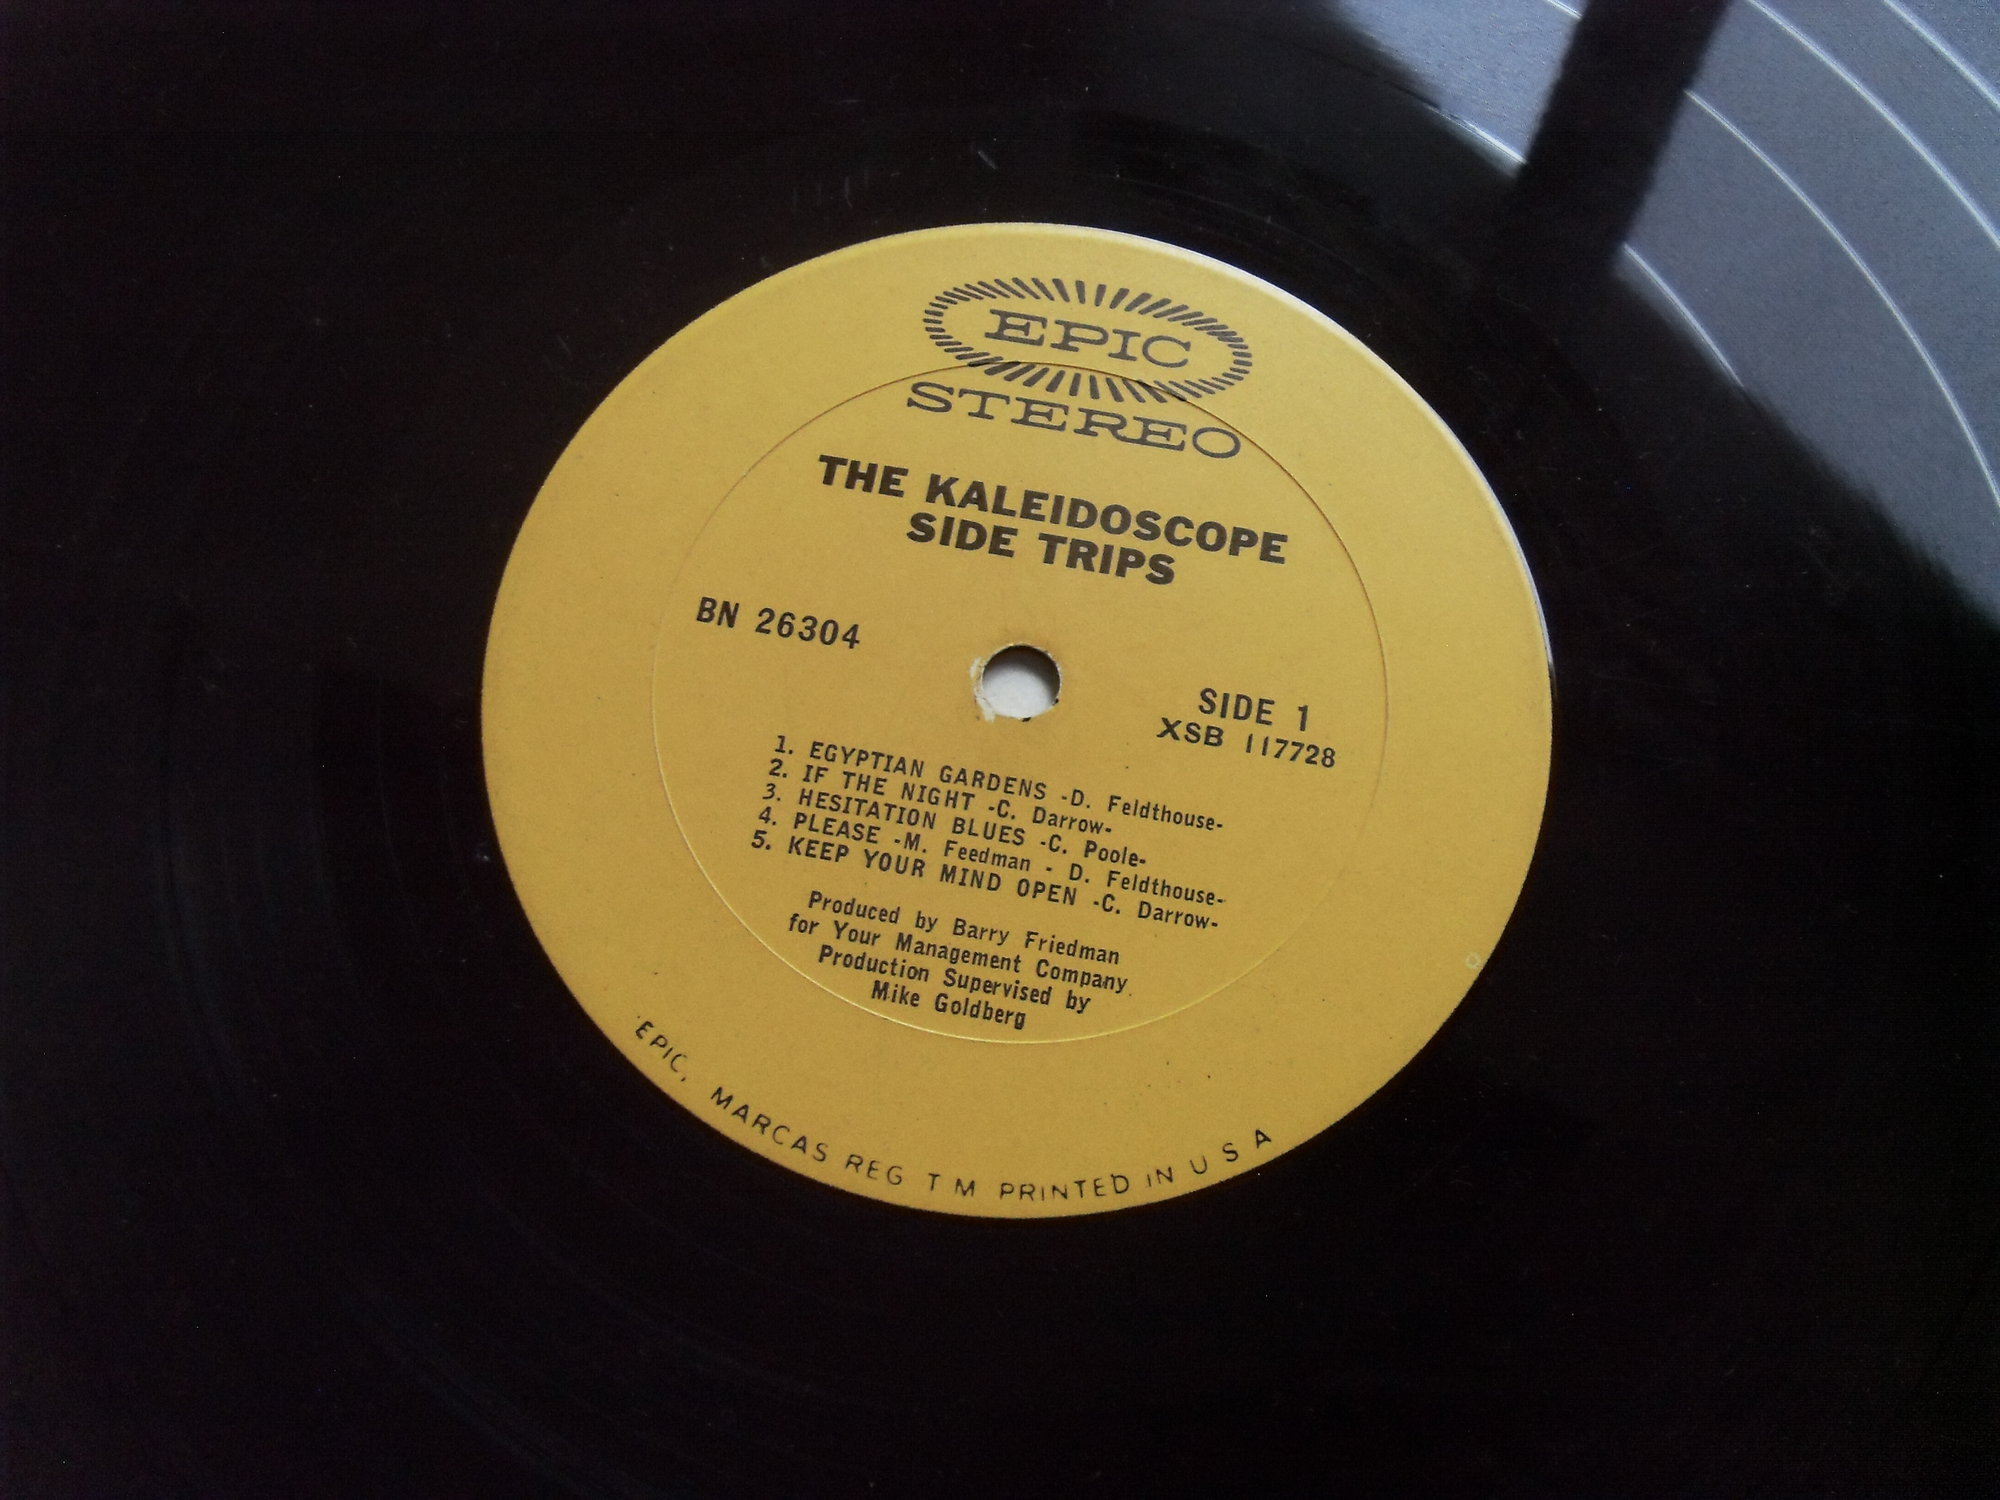 EPIC
STEREO
THE KALEIDOSCOPE
SIDE TRIPS
BN 26304
SIDE 1
XSB 117728
1. EGYPTIAN GARDENS -D. Feldthouse-
2. IF THE NIGHT -C. Darrow-
3. HESITATION BLUES -C. Poole-
4. PLEASE -M. Feedman - D. Feldthouse-
5. KEEP YOUR MIND OPEN -C. Darrow-
Produced by Barry Friedman
for Your Management Company
Production Supervised by
Mike Goldberg
"EPIC, MARCAS REG T M PRINTED IN U S A